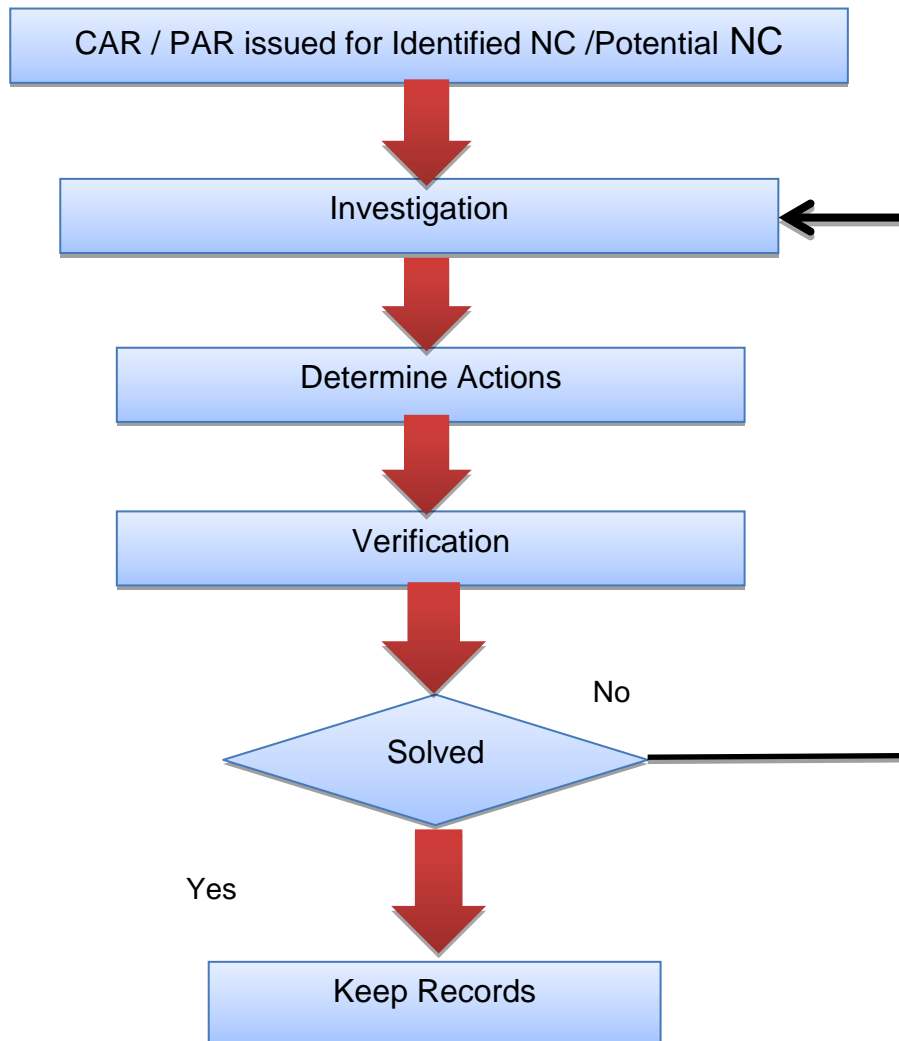 CAR / PAR issued for Identified NC /Potential NC
Investigation
Determine Actions
Verification
No
Solved
Yes
Keep Records